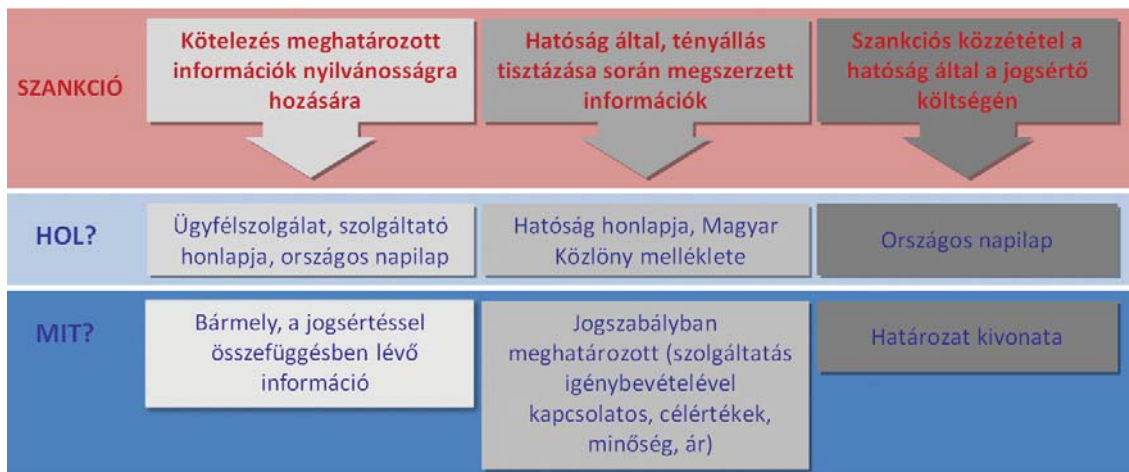 SZANKCIÓ
Kötelezés meghatározott
információk nyilvánosságra
hozására
Hatóság által, tényállás
tisztázása során megszerzett
információk
Szankciós közzététel a
hatóság által a jogsértő
költségén
HOL?
Ügyfélszolgálat, szolgáltató
honlapja, országos napilap
Hatóság honlapja, Magyar
Közlöny melléklete
Országos napilap
MIT?
Bármely, a jogsértéssel
összefüggésben lévő
információ
Jogszabályban
meghatározott (szolgáltatás
igénybevételével
kapcsolatos, célértékek,
minőség, ár)
Határozat kivonata